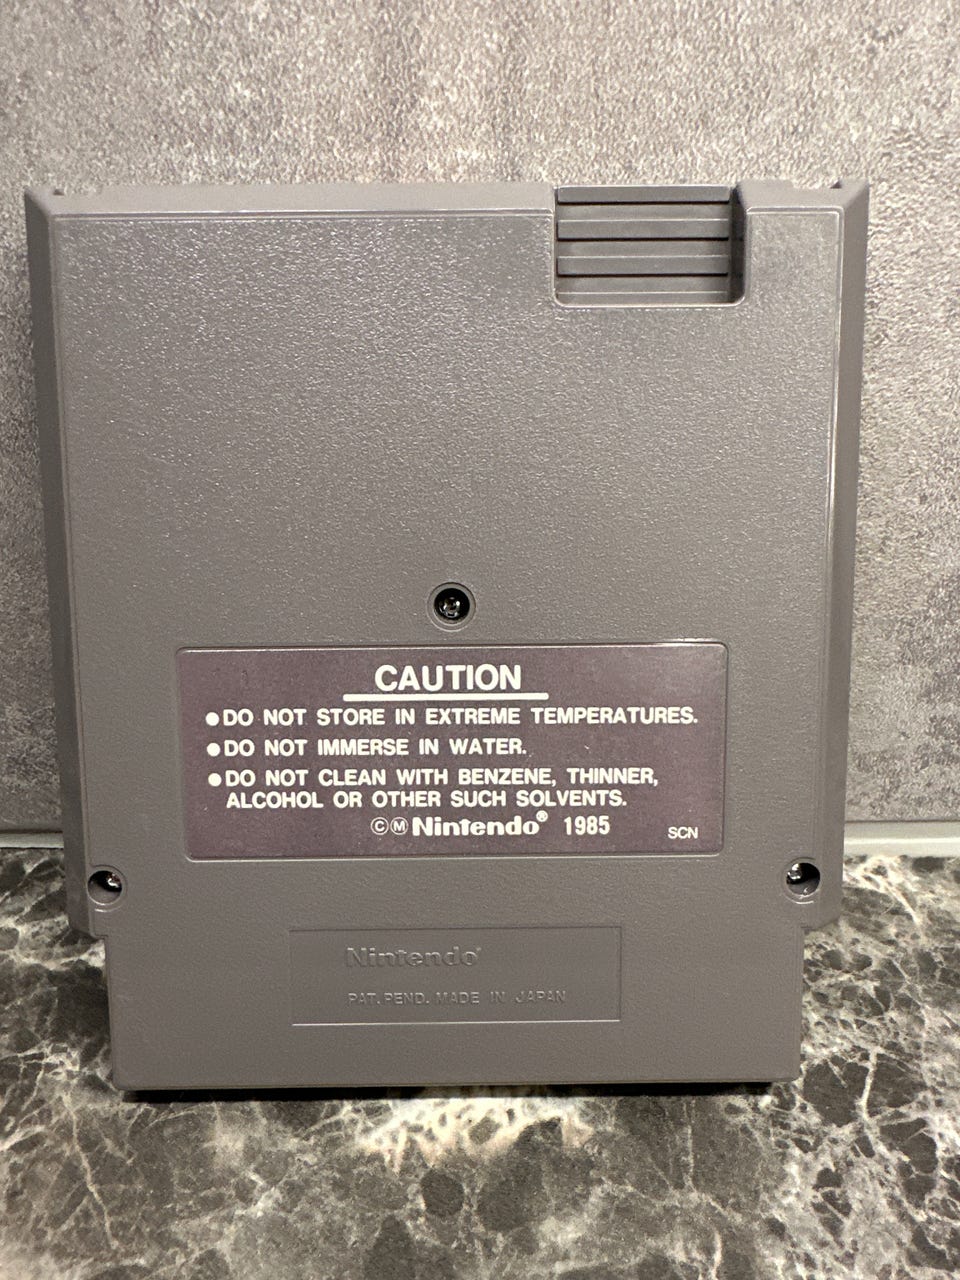 CAUTION
●DO NOT STORE IN EXTREME TEMPERATURES.
●DO NOT IMMERSE IN WATER.
●DO NOT CLEAN WITH BENZENE, THINNER,
ALCOHOL OR OTHER SUCH SOLVENTS.
©Ⓜ Nintendo® 1985 SCN
Nintendo®
PAT. PEND. MADE IN JAPAN